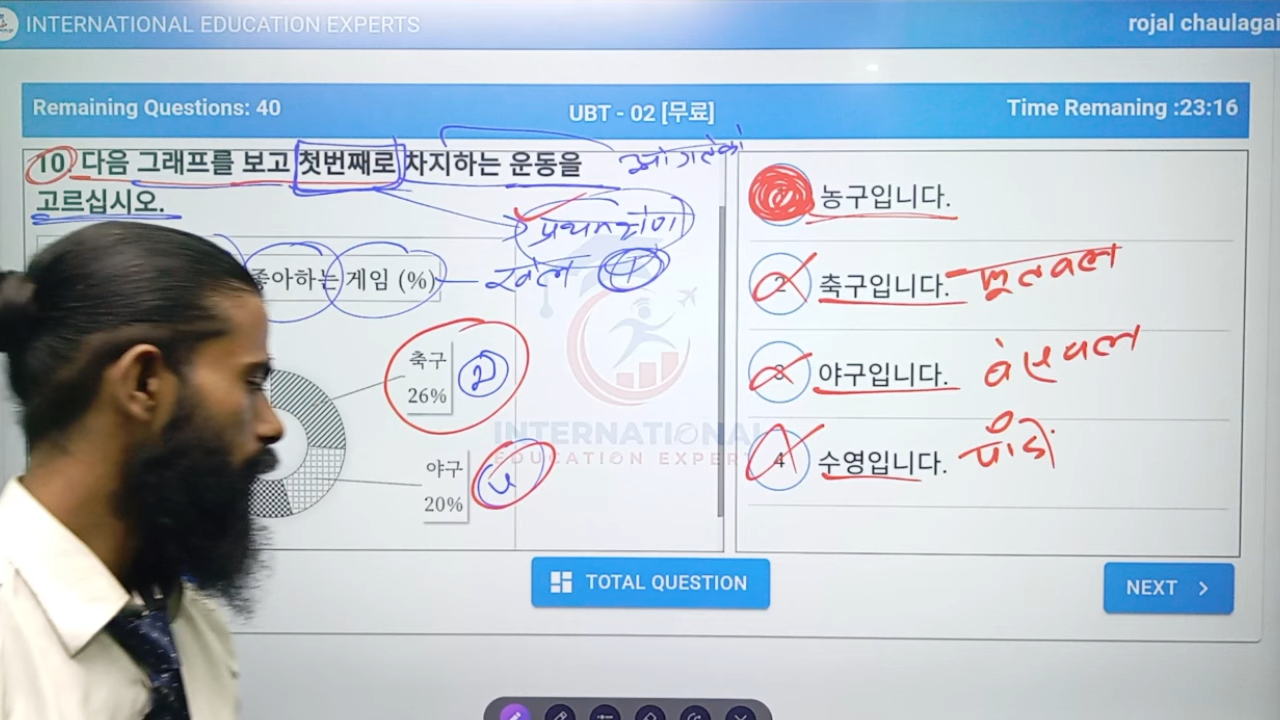 INTERNATIONAL EDUCATION EXPERTS
rojal chaulagai
Remaining Questions: 40
UBT - 02 [무료]
Time Remaning :23:16
10 다음 그래프를 보고 첫번째로 차지하는 운동을
고르십시오.
좋아하는 게임 (%)
खेल
축구
26%
야구
20%
농구입니다.
2 축구입니다.
3 야구입니다.
4 수영입니다.
INTERNATIONAL
EDUCATION EXPERT
TOTAL QUESTION
NEXT